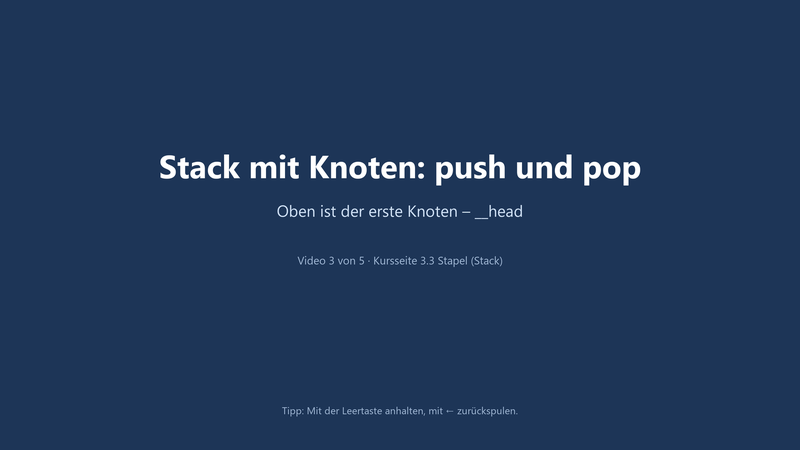 Stack mit Knoten: push und pop
Oben ist der erste Knoten – __head
Video 3 von 5 · Kursseite 3.3 Stapel (Stack)
Tipp: Mit der Leertaste anhalten, mit ← zurückspulen.